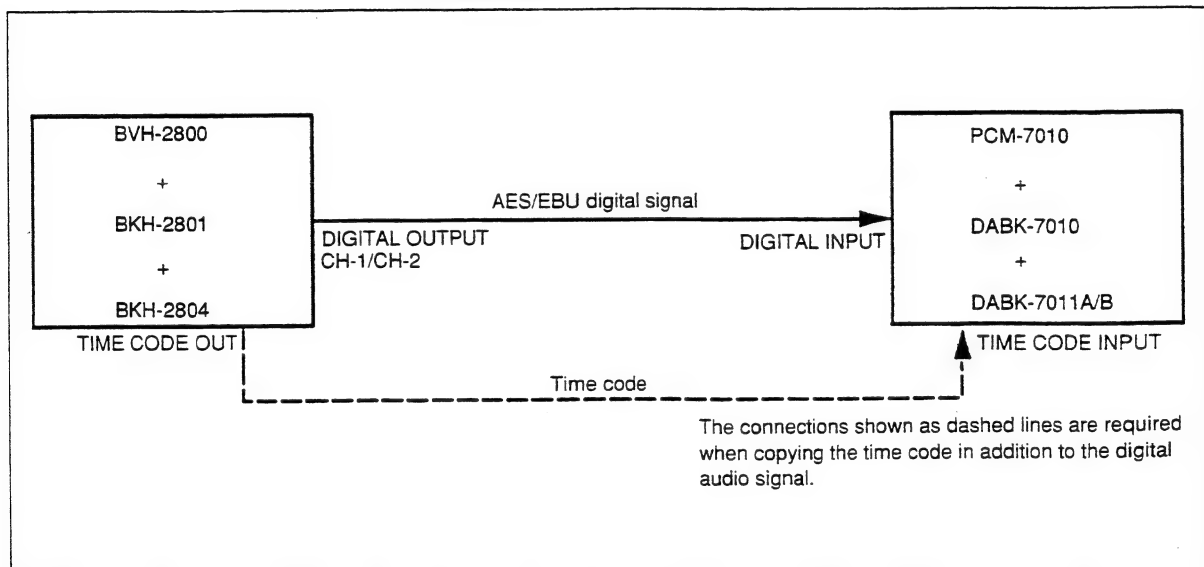 BVH-2800
+
BKH-2801
+
BKH-2804
TIME CODE OUT
AES/EBU digital signal
DIGITAL OUTPUT
CH-1/CH-2
DIGITAL INPUT
PCM-7010
+
DABK-7010
+
DABK-7011A/B
TIME CODE INPUT
Time code
The connections shown as dashed lines are required
when copying the time code in addition to the digital
audio signal.